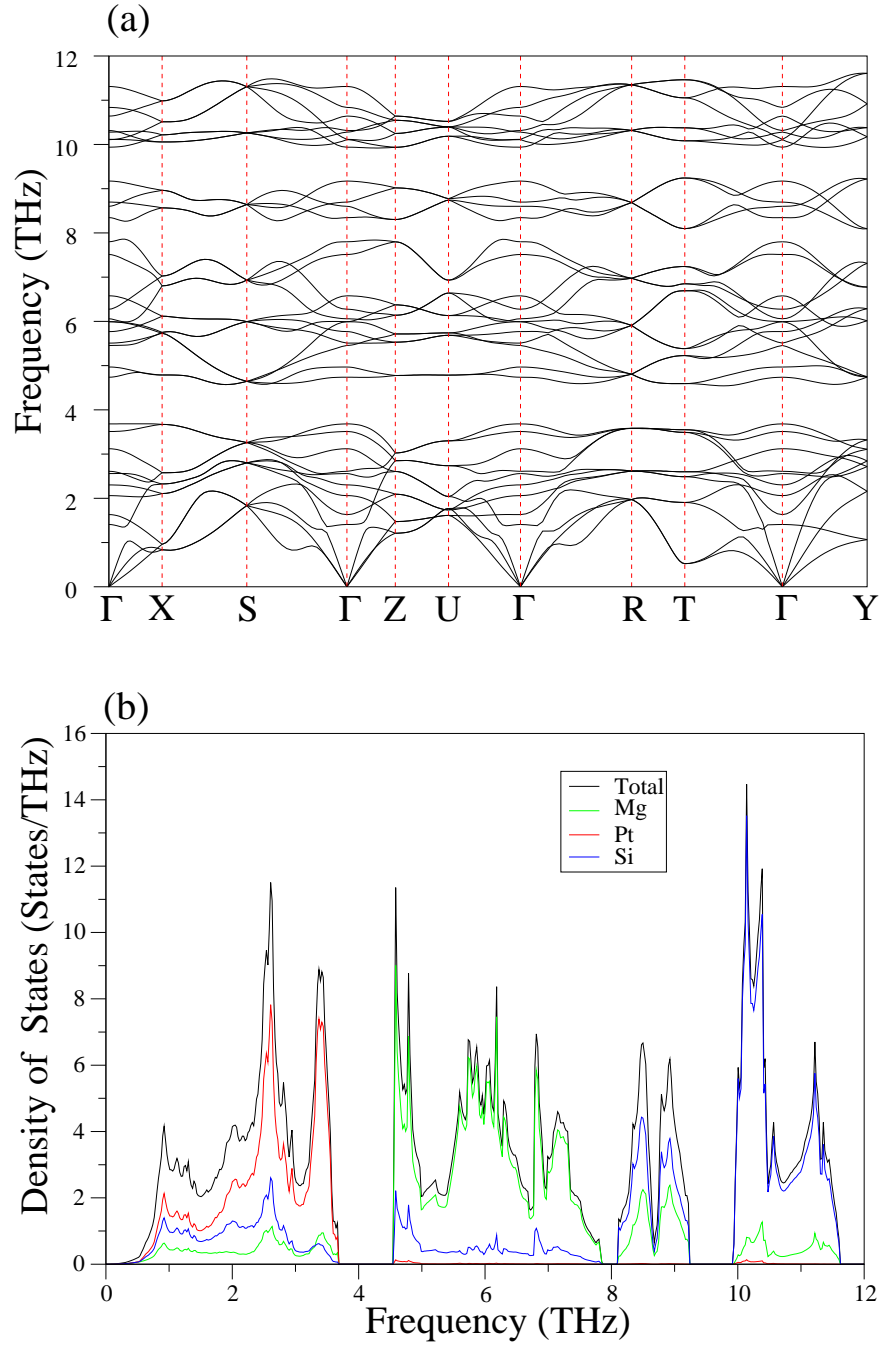 (a)
12
10
8
6
4
2
0
Frequency (THz)
Γ X S Γ Z U Γ R T Γ Y
(b)
16
14
12
10
8
6
4
2
0
Density of States (States/THz)
Total
Mg
Pt
Si
0 2 4 6 8 10 12
Frequency (THz)